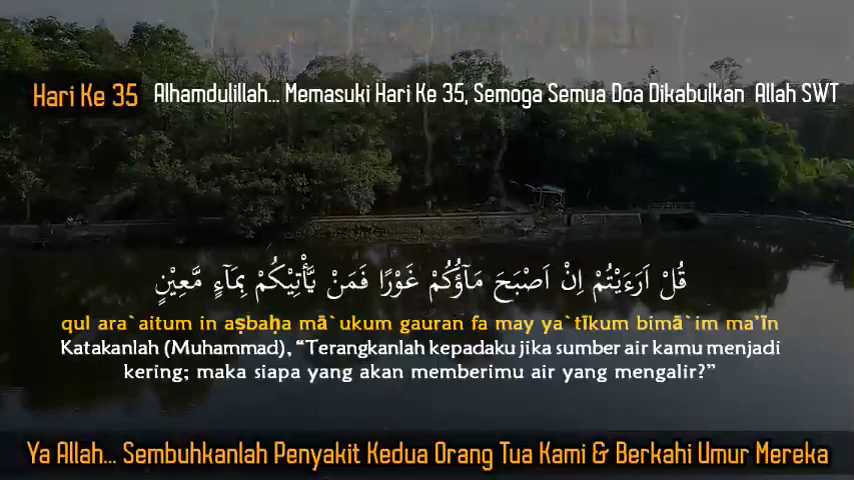 Hari Ke 35
Alhamdulillah... Memasuki Hari Ke 35, Semoga Semua Doa Dikabulkan Allah SWT
قُلْ اَرَءَيْتُمْ اِنْ اَصْبَحَ مَاۤؤُكُمْ غَوْرًا فَمَنْ يَّأْتِيْكُمْ بِمَاۤءٍ مَّعِيْنٍ
qul ara`aitum in aṣbaḥa mā`ukum gauran fa may ya`tīkum bimā`im ma’īn
Katakanlah (Muhammad), “Terangkanlah kepadaku jika sumber air kamu menjadi
kering; maka siapa yang akan memberimu air yang mengalir?”
Ya Allah... Sembuhkanlah Penyakit Kedua Orang Tua Kami & Berkahi Umur Mereka